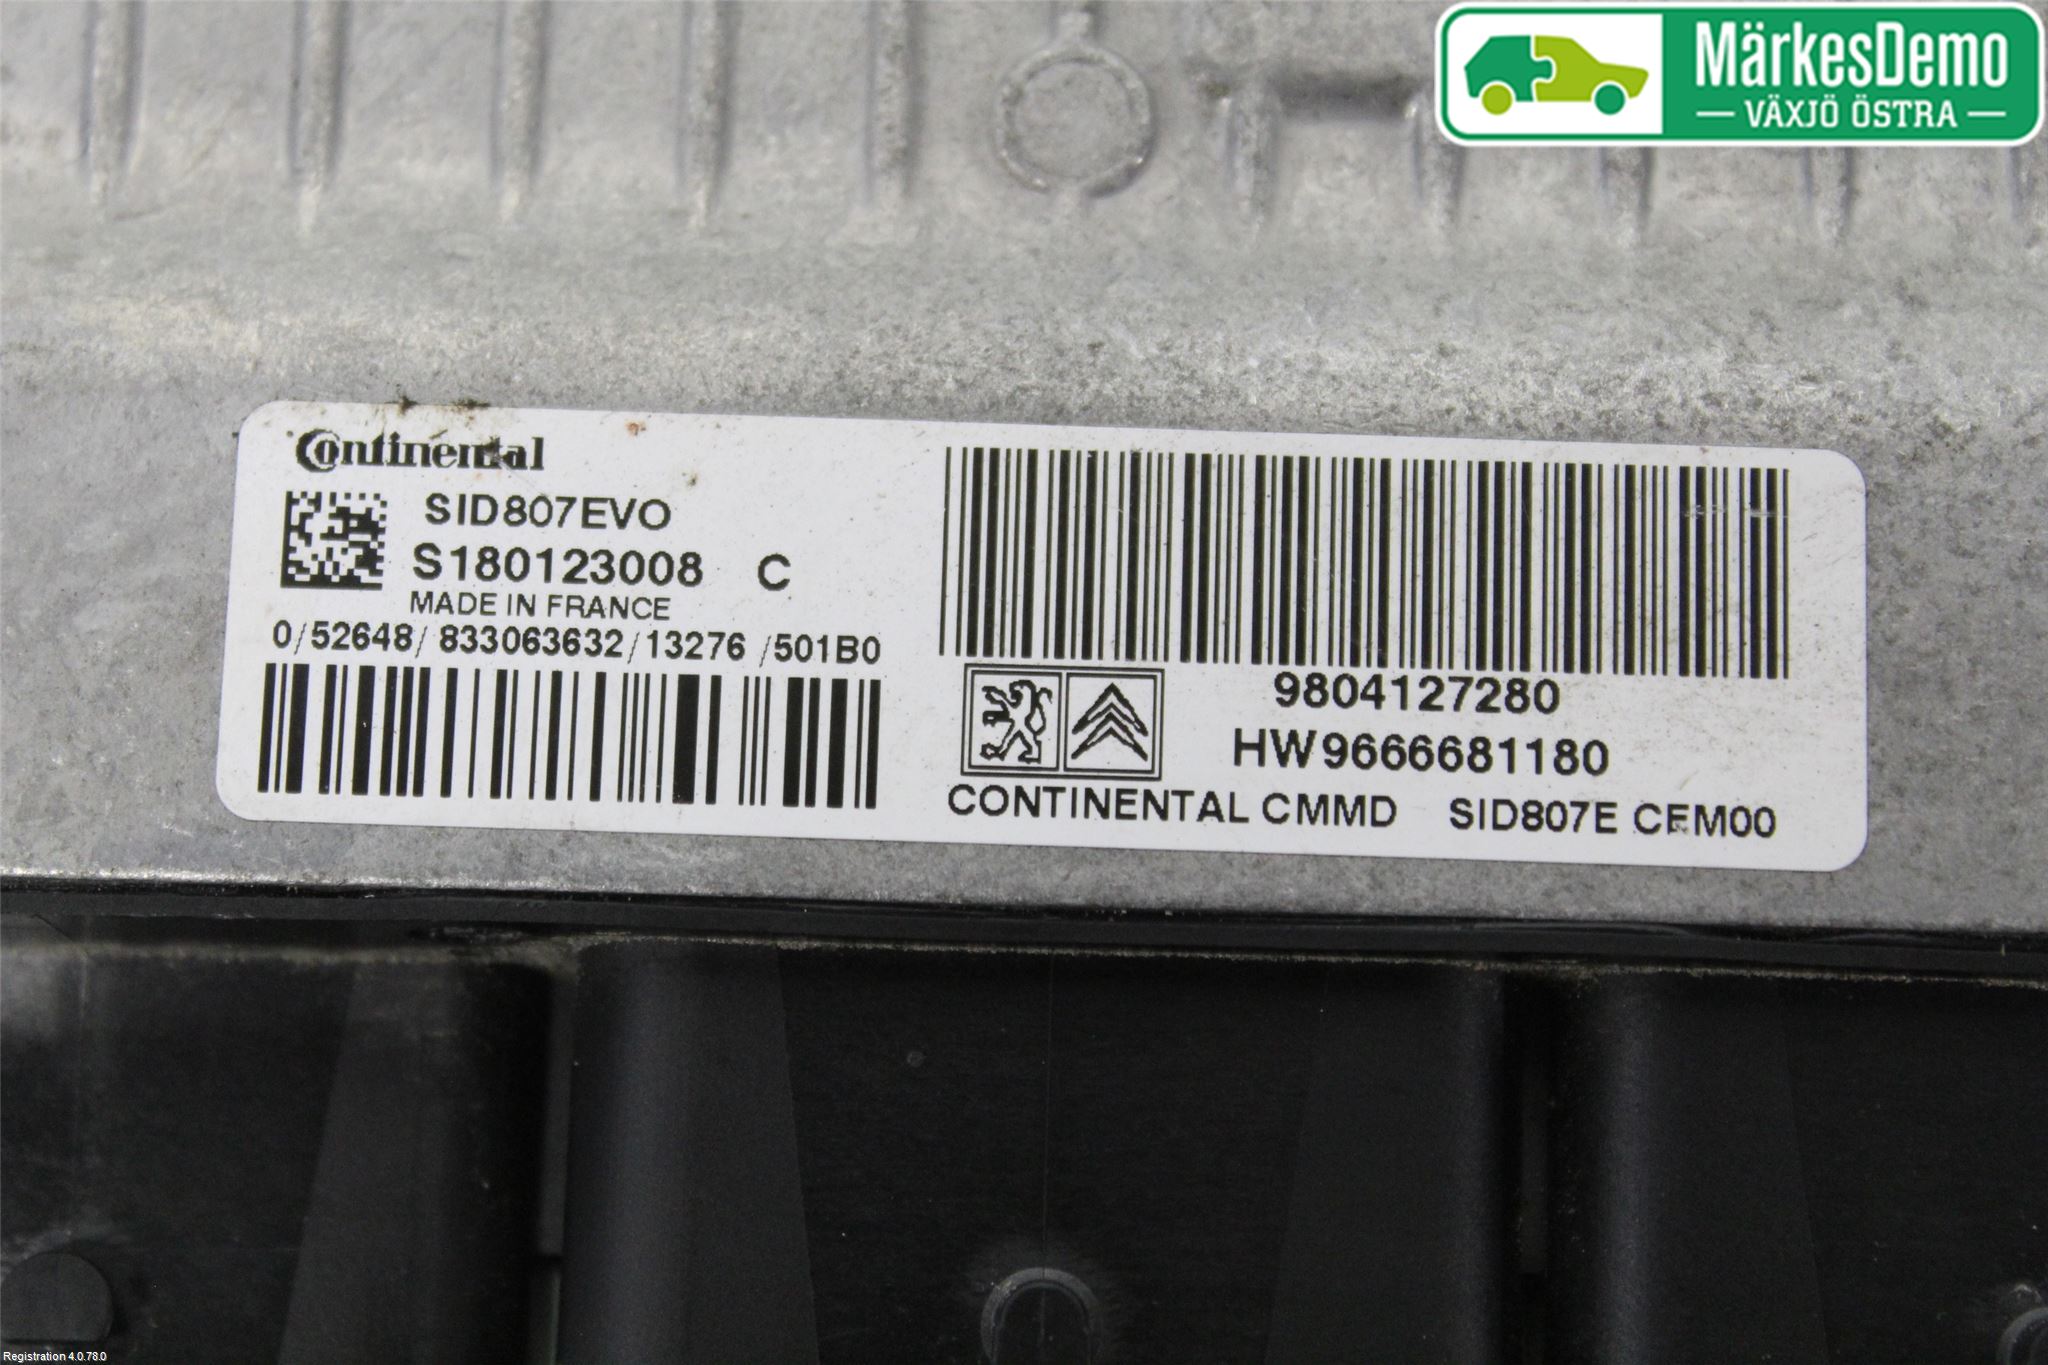 MärkesDemo
VÄXJÖ ÖSTRA
Continental
SID807EVO
S180123008 C
MADE IN FRANCE
0/52648/833063632/13276/501B0
9804127280
HW9666681180
CONTINENTAL CMMD SID807E CEM00
Registration 4.0.78.0